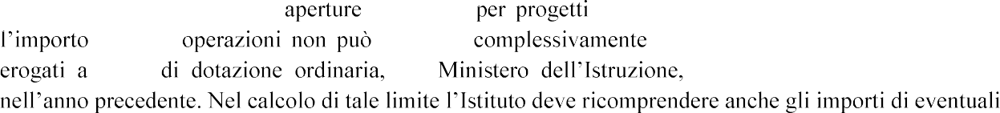 aperture per progetti
l’importo operazioni non può complessivamente
erogati a di dotazione ordinaria, Ministero dell’Istruzione,
nell’anno precedente. Nel calcolo di tale limite l’Istituto deve ricomprendere anche gli importi di eventuali